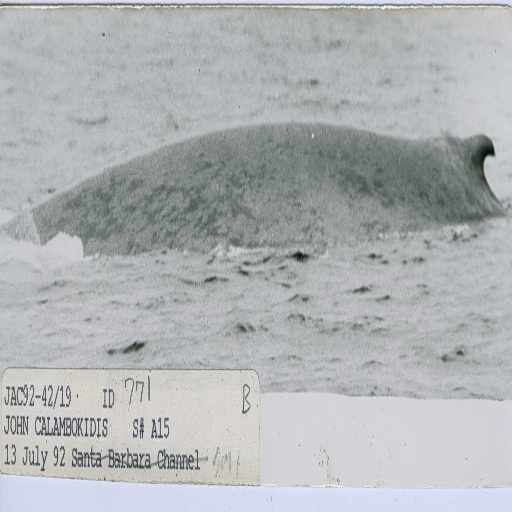 JAC92-42/19 ID 771 B
JOHN CALAMBOKIDIS S# A15
13 July 92 Santa Barbara Channel